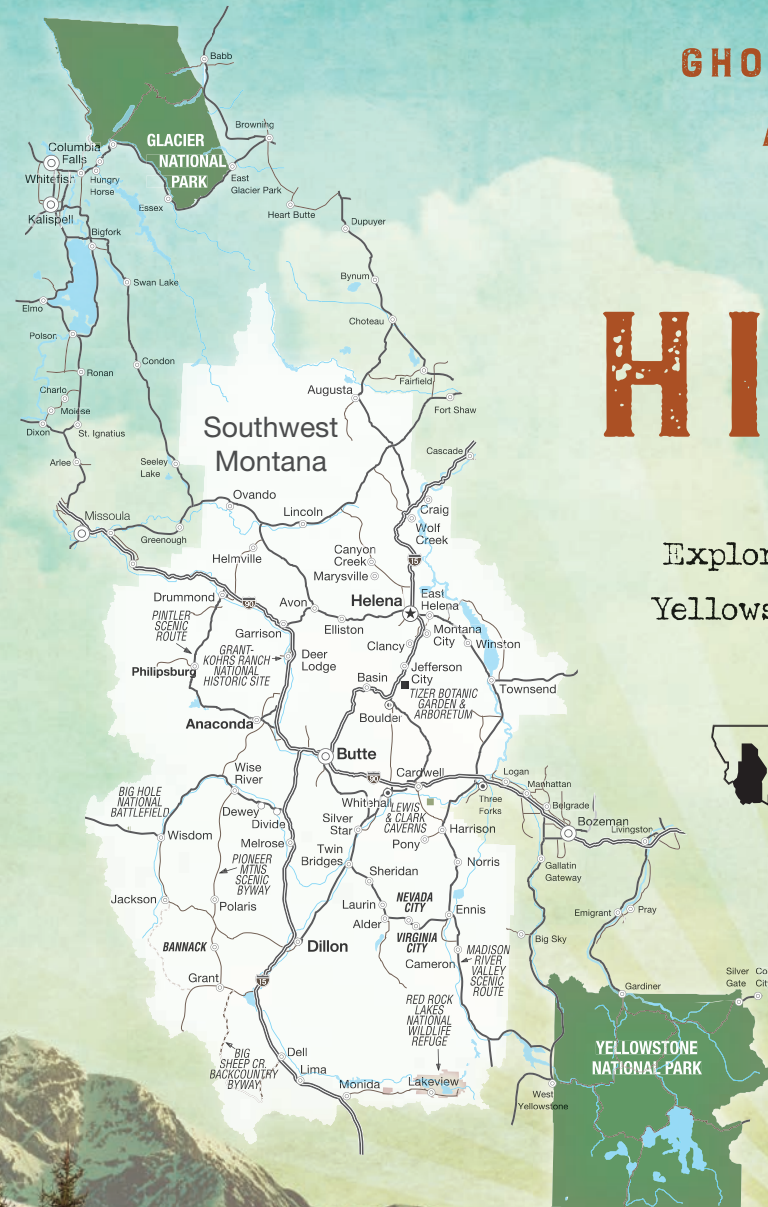 GHO
A
HI
Explor
Yellows
Babb
Browning
GLACIER
NATIONAL
PARK
Columbia
Falls
Whitefish
Hungry
Horse
East
Glacier Park
Essex
Heart Butte
Kalispell
Dupuyer
Bigfork
Bynum
Swan Lake
Elmo
Choteau
Polson
Condon
Ronan
Fairfield
Augusta
Charlo
Fort Shaw
Moiese
Southwest
Montana
Dixon
St. Ignatius
Cascade
Arlee
Seeley
Lake
Ovando
Craig
Missoula
Lincoln
Wolf
Creek
Greenough
Helmville
Canyon
Creek
15
Marysville
Drummond
90
Avon
Helena
East
Helena
PINTLER
SCENIC
ROUTE
Garrison
Elliston
Montana
City
Clancy
Winston
GRANT-
KOHRS RANCH
NATIONAL
HISTORIC SITE
Deer
Lodge
Philipsburg
Basin
Jefferson
City
Townsend
TIZER BOTANIC
GARDEN &
ARBORETUM
Anaconda
Boulder
Butte
Wise
River
90
Cardwell
Logan
Manhattan
BIG HOLE
NATIONAL
BATTLEFIELD
Whitehall
Three
Forks
Belgrade
Dewey
LEWIS
& CLARK
CAVERNS
Bozeman
Divide
Silver
Star
Harrison
Livingston
Wisdom
Melrose
Pony
Twin
Bridges
Norris
PIONEER
MTNS
SCENIC
BYWAY
Sheridan
Gallatin
Gateway
Jackson
Polaris
Laurin
NEVADA
CITY
Ennis
Emigrant
Pray
Alder
BANNACK
Dillon
VIRGINIA
CITY
Big Sky
MADISON
RIVER
VALLEY
SCENIC
ROUTE
Cameron
Grant
15
Silver
Gate
Co
Cit
Gardiner
RED ROCK
LAKES
NATIONAL
WILDLIFE
REFUGE
YELLOWSTONE
NATIONAL PARK
BIG
SHEEP CR.
BACKCOUNTRY
BYWAY
Dell
Lima
Monida
Lakeview
West
Yellowstone